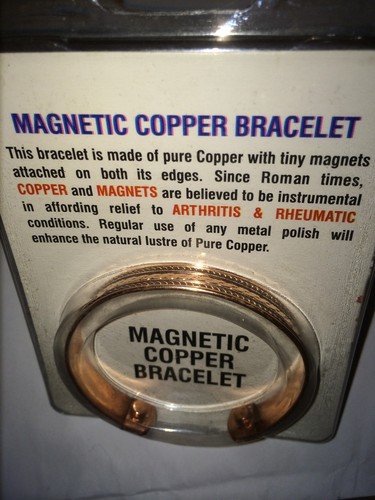 MAGNETIC COPPER BRACELET
This bracelet is made of pure Copper with tiny magnets
attached on both its edges. Since Roman times,
COPPER and MAGNETS are believed to be instrumental
in affording relief to ARTHRITIS & RHEUMATIC
conditions. Regular use of any metal polish will
enhance the natural lustre of Pure Copper.
MAGNETIC
COPPER
BRACELET